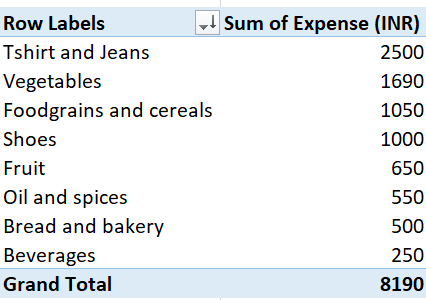 Row Labels Sum of Expense (INR)
Tshirt and Jeans 2500
Vegetables 1690
Foodgrains and cereals 1050
Shoes 1000
Fruit 650
Oil and spices 550
Bread and bakery 500
Beverages 250
Grand Total 8190